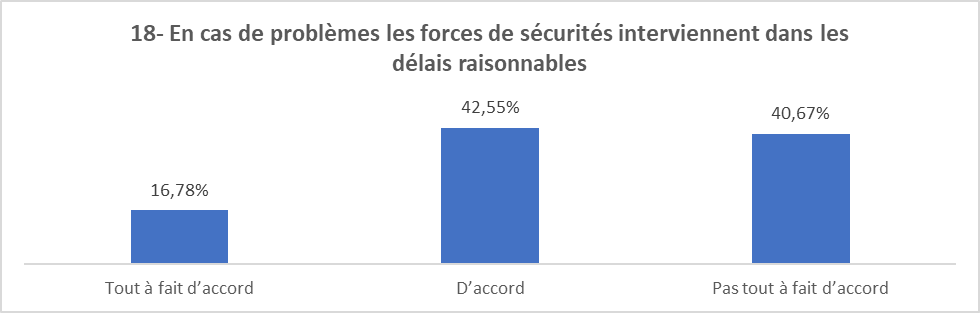 18- En cas de problèmes les forces de sécurités interviennent dans les
délais raisonnables
16,78%
42,55%
40,67%
Tout à fait d’accord
D’accord
Pas tout à fait d’accord